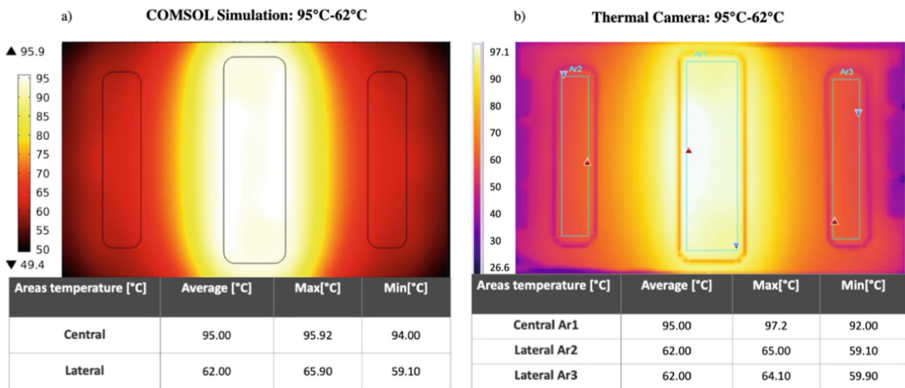 a) COMSOL Simulation: 95°C-62°C
▲ 95.9
95
90
85
80
75
70
65
60
55
50
▼ 49.4
Areas temperature [°C] Average [°C] Max[°C] Min[°C]
Central 95.00 95.92 94.00
Lateral 62.00 65.90 59.10
b) Thermal Camera: 95°C-62°C
97.1
90
80
70
60
50
40
30
26.6
Ar2
Ar1
Ar3
Areas temperature [°C] Average [°C] Max[°C] Min[°C]
Central Ar1 95.00 97.2 92.00
Lateral Ar2 62.00 65.00 59.10
Lateral Ar3 62.00 64.10 59.90